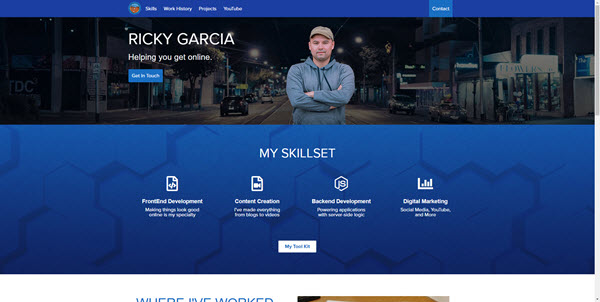 Skills Work History Projects YouTube Contact
RICKY GARCIA
Helping you get online.
Get In Touch
TDC
FLOWERS
MY SKILLSET
JS
FrontEnd Development
Making things look good
online is my specialty
Content Creation
I've made everything
from blogs to videos
Backend Development
Powering applications
with server-side logic
Digital Marketing
Social Media, YouTube,
and More
My Tool Kit
WHERE I'VE WORKED